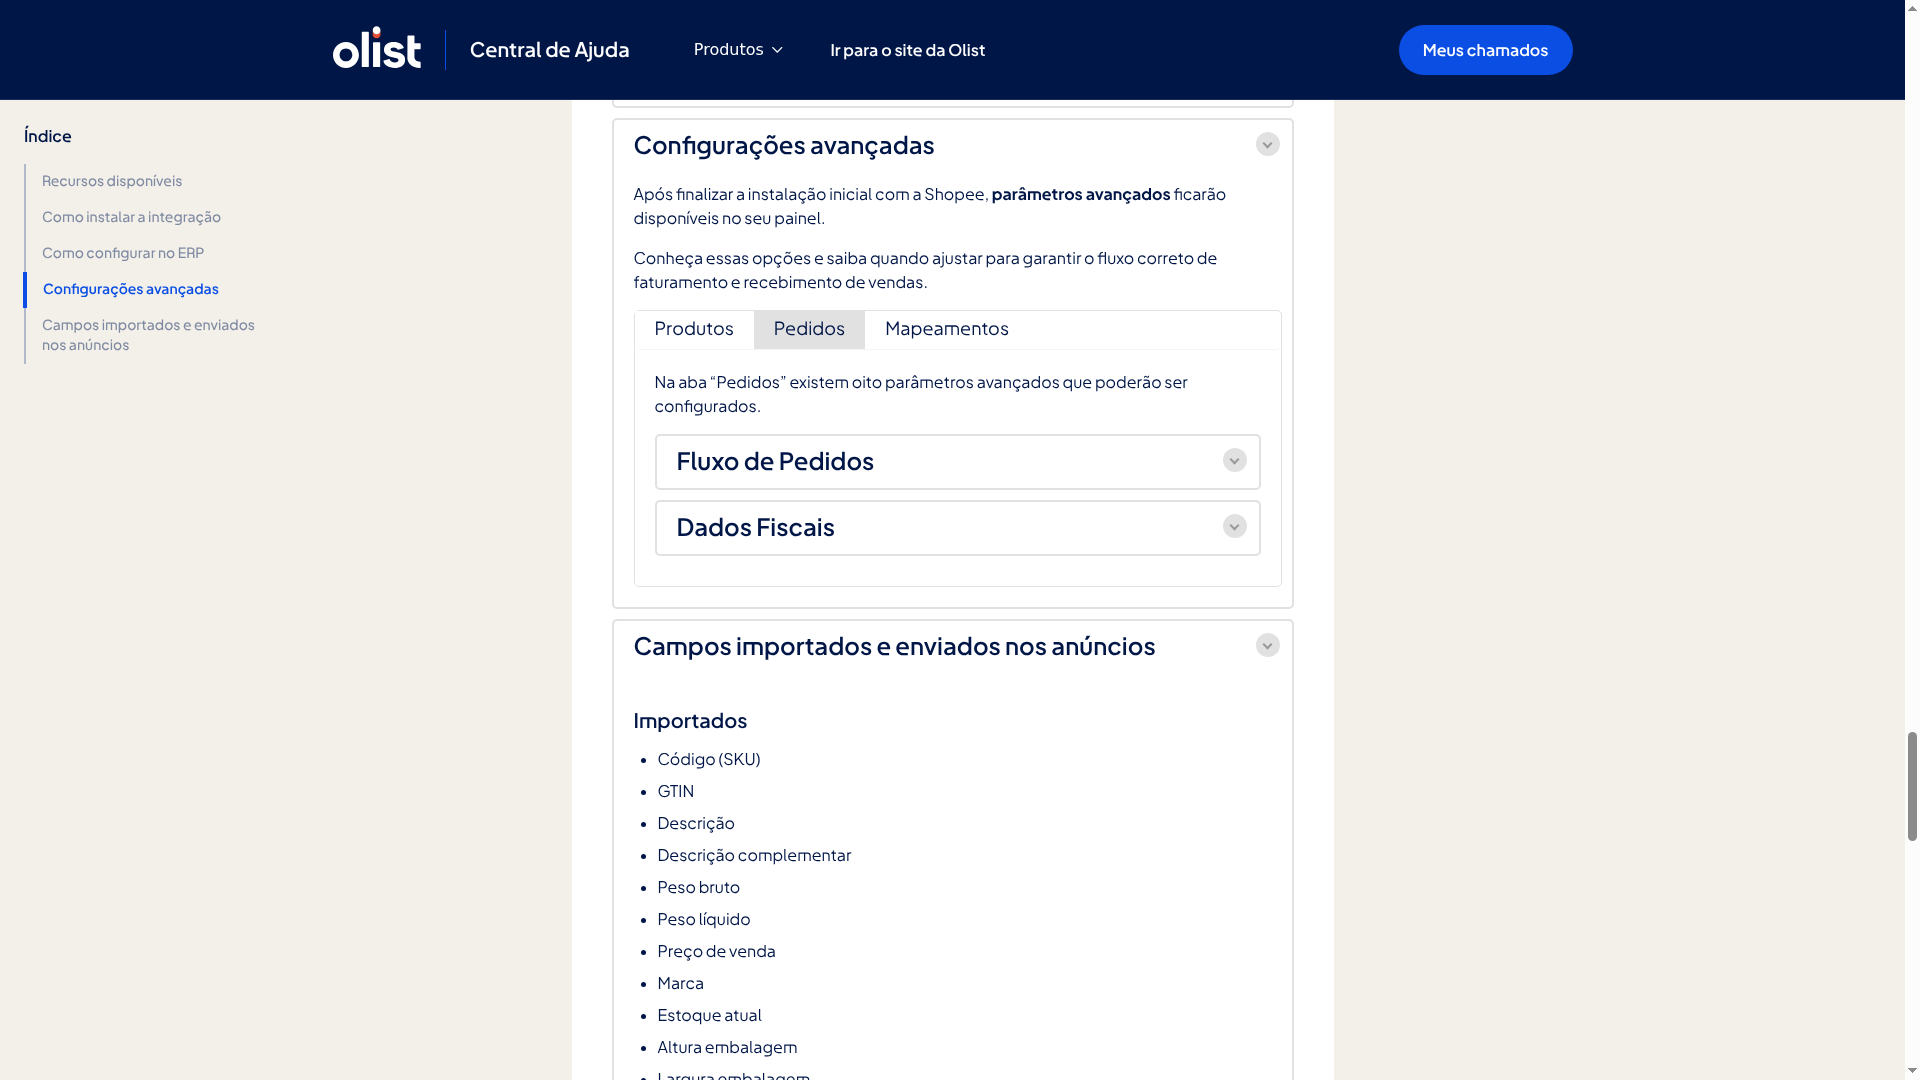 olist
Central de Ajuda
Produtos
Ir para o site da Olist
Meus chamados
Índice
Recursos disponíveis
Como instalar a integração
Como configurar no ERP
Configurações avançadas
Campos importados e enviados
nos anúncios
Configurações avançadas
Após finalizar a instalação inicial com a Shopee, parâmetros avançados ficarão
disponíveis no seu painel.
Conheça essas opções e saiba quando ajustar para garantir o fluxo correto de
faturamento e recebimento de vendas.
Produtos
Pedidos
Mapeamentos
Na aba “Pedidos” existem oito parâmetros avançados que poderão ser
configurados.
Fluxo de Pedidos
Dados Fiscais
Campos importados e enviados nos anúncios
Importados
• Código (SKU)
• GTIN
• Descrição
• Descrição complementar
• Peso bruto
• Peso líquido
• Preço de venda
• Marca
• Estoque atual
• Altura embalagem
• Largura embalagem